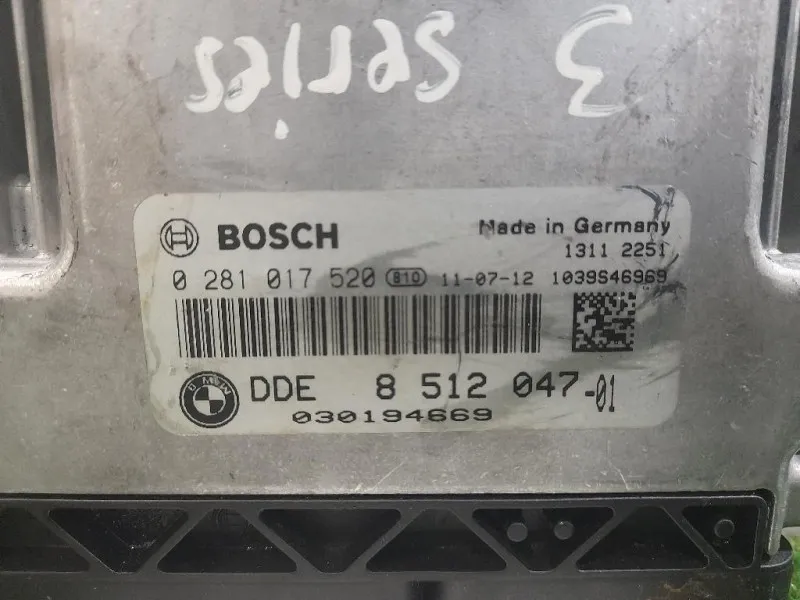 3 series
BOSCH
Made in Germany
1311 2251
0 281 017 520 810 11-07-12 1039S46969
BMW
DDE 8 512 047-01
030194669